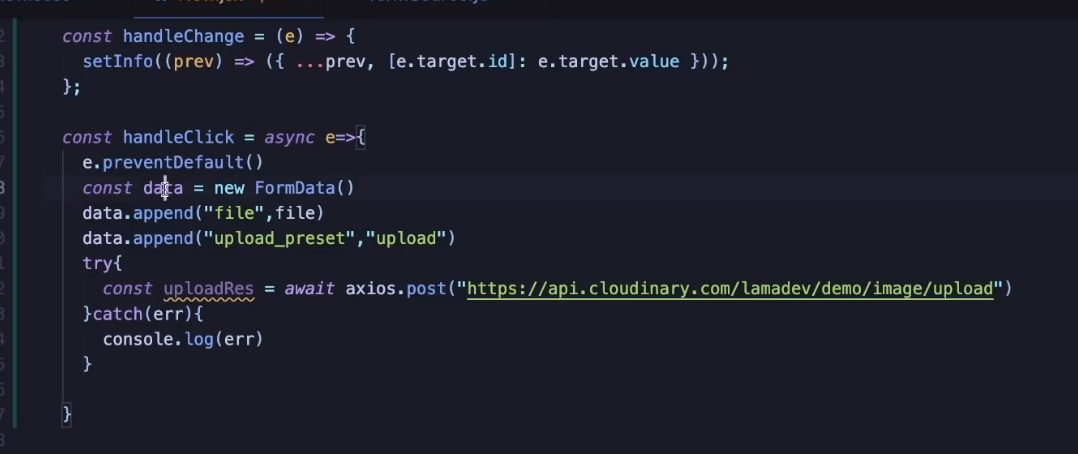 const handleChange = (e) => {
setInfo((prev) => ({ ...prev, [e.target.id]: e.target.value }));
};
const handleClick = async e=>{
e.preventDefault()
const data = new FormData()
data.append("file",file)
data.append("upload_preset","upload")
try{
const uploadRes = await axios.post("https://api.cloudinary.com/lamadev/demo/image/upload")
}catch(err){
console.log(err)
}
}